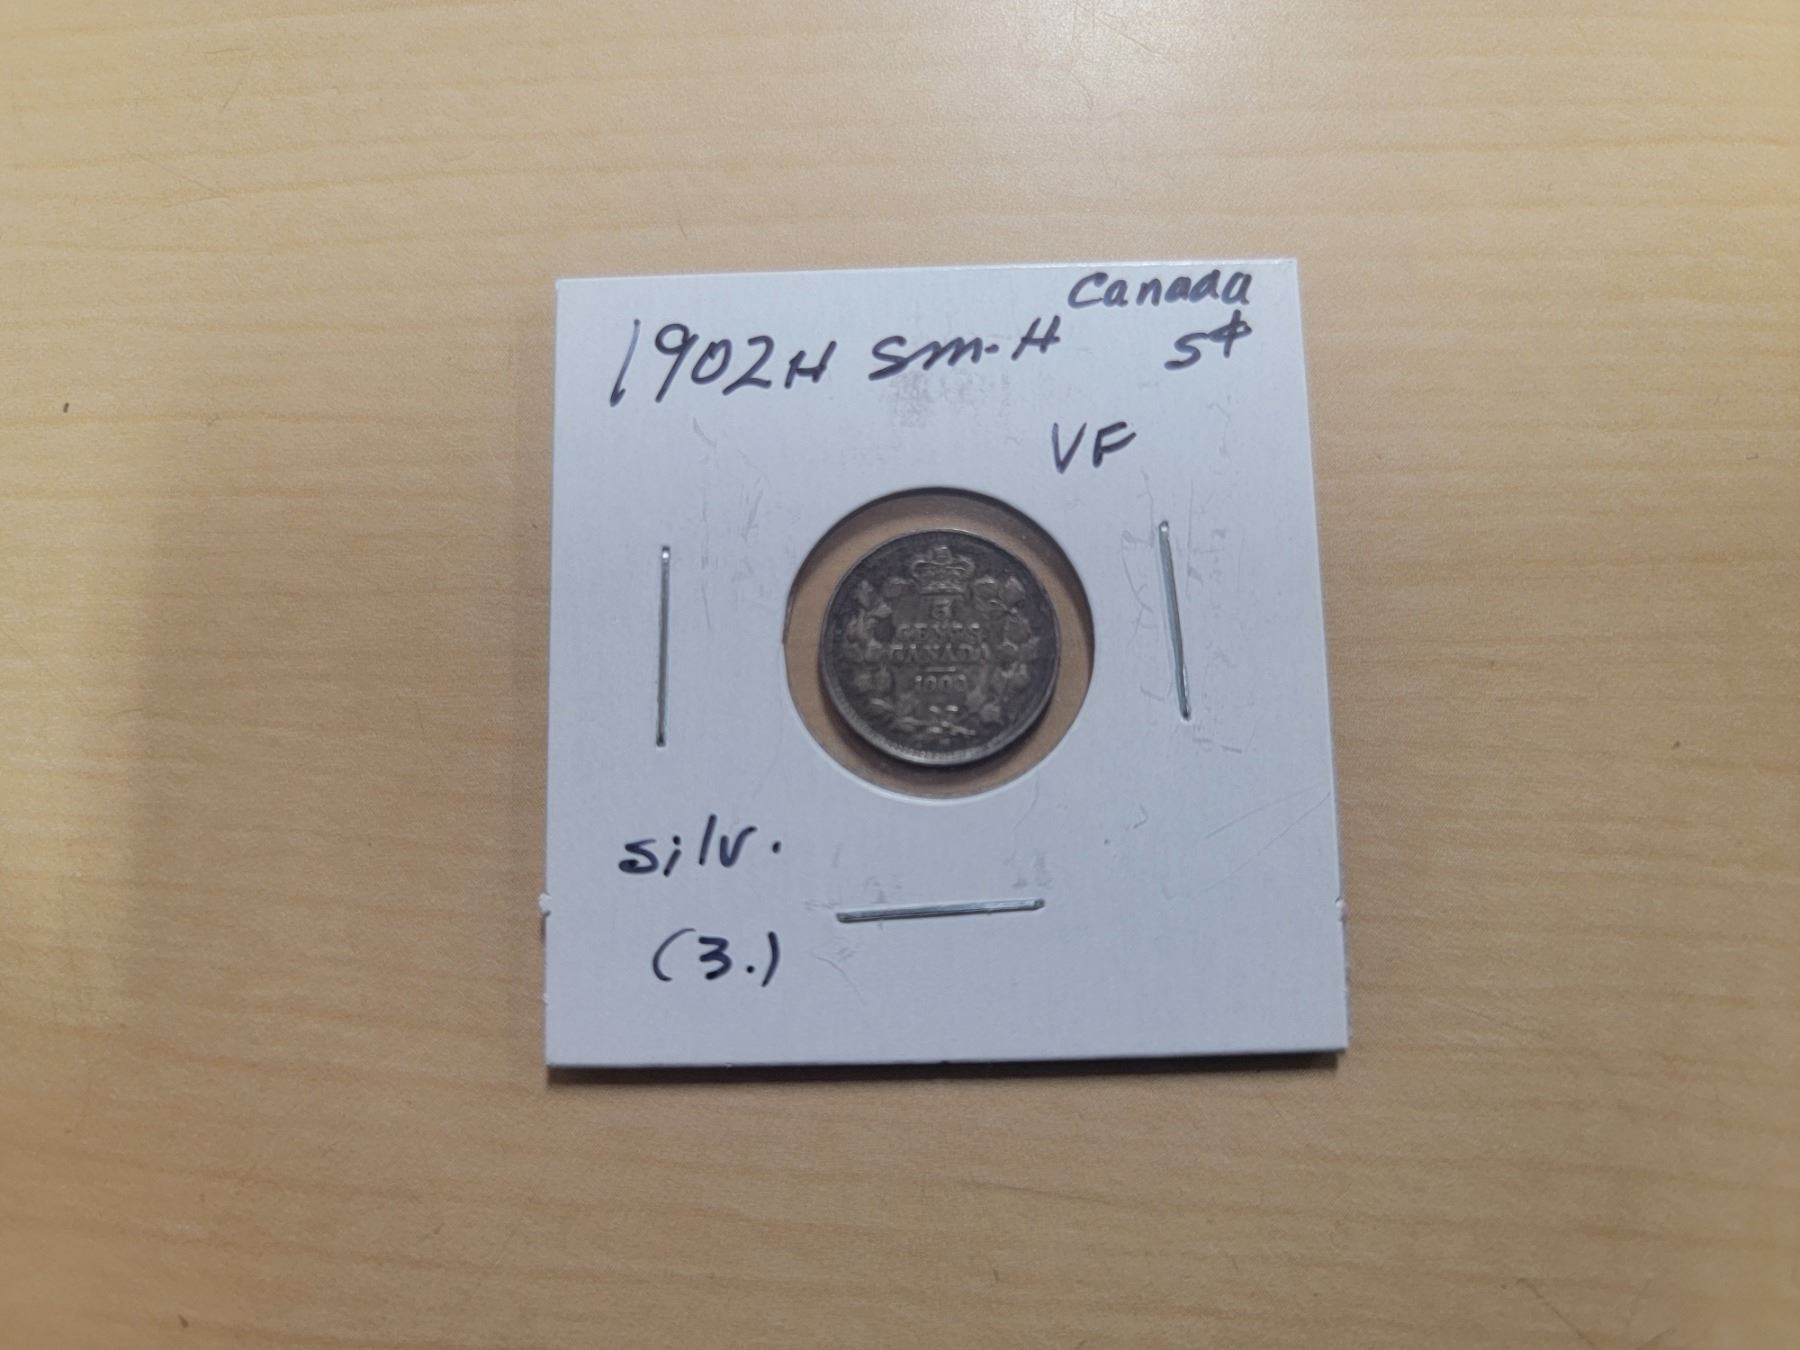 Canada
1902H sm. H 5¢
VF
5
CENTS
CANADA
silv.
(3.)